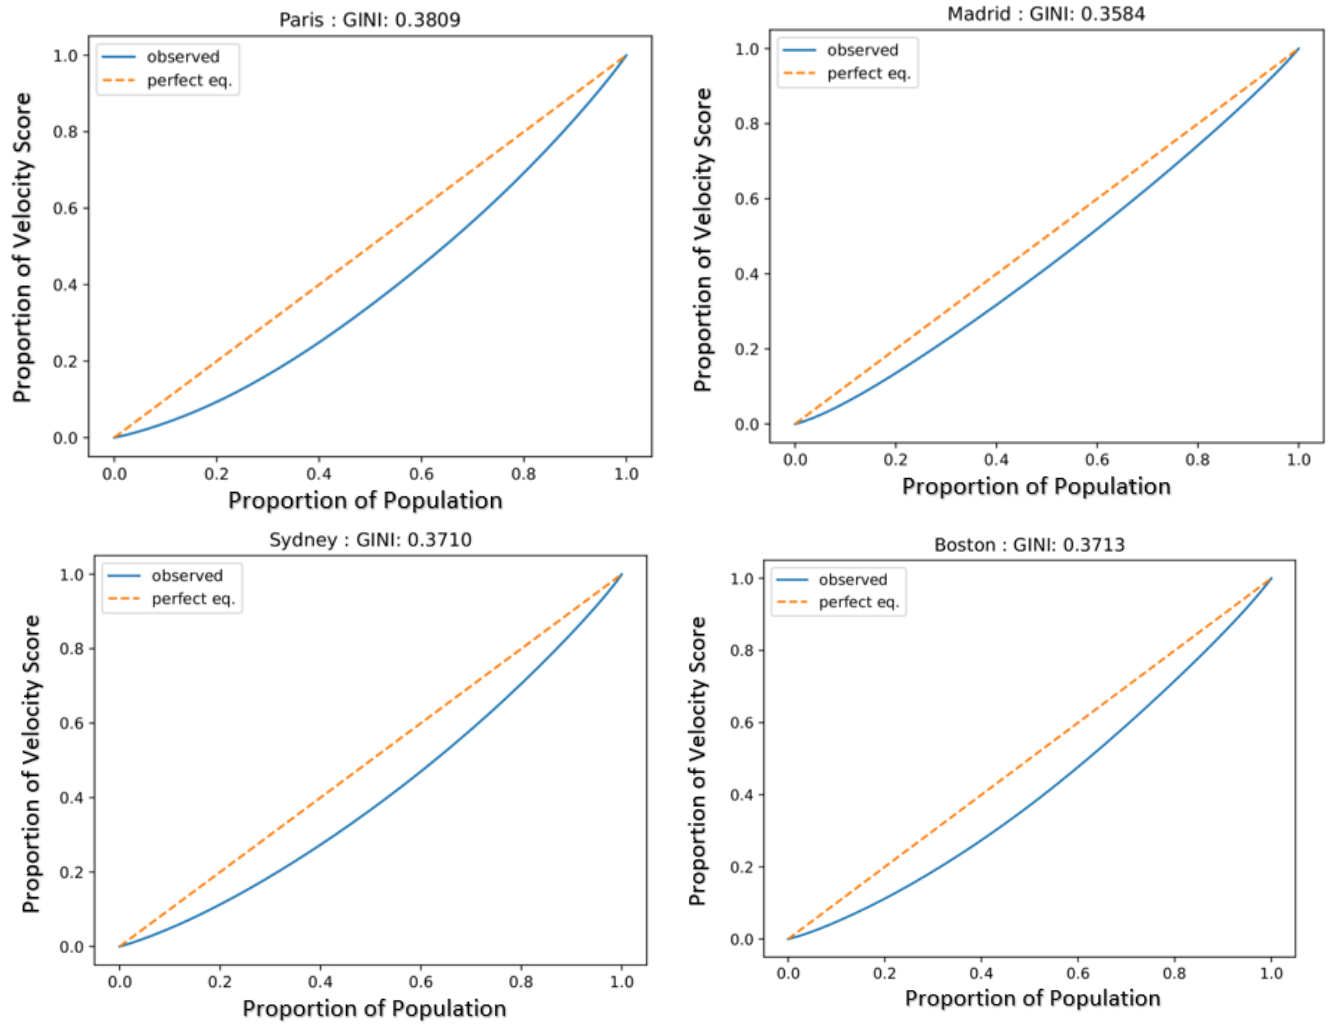 Paris : GINI: 0.3809
observed
perfect eq.
Proportion of Velocity Score
1.0
0.8
0.6
0.4
0.2
0.0
0.0 0.2 0.4 0.6 0.8 1.0
Proportion of Population
Madrid : GINI: 0.3584
observed
perfect eq.
Proportion of Velocity Score
1.0
0.8
0.6
0.4
0.2
0.0
0.0 0.2 0.4 0.6 0.8 1.0
Proportion of Population
Sydney : GINI: 0.3710
observed
perfect eq.
Proportion of Velocity Score
1.0
0.8
0.6
0.4
0.2
0.0
0.0 0.2 0.4 0.6 0.8 1.0
Proportion of Population
Boston : GINI: 0.3713
observed
perfect eq.
Proportion of Velocity Score
1.0
0.8
0.6
0.4
0.2
0.0
0.0 0.2 0.4 0.6 0.8 1.0
Proportion of Population